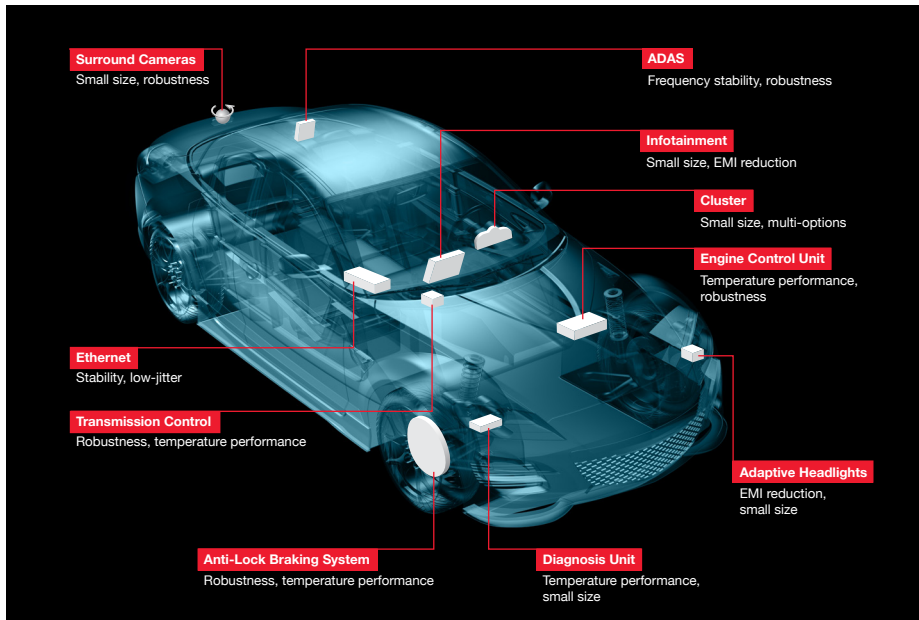 Surround Cameras
Small size, robustness
ADAS
Frequency stability, robustness
Infotainment
Small size, EMI reduction
Cluster
Small size, multi-options
Engine Control Unit
Temperature performance,
robustness
Ethernet
Stability, low-jitter
Transmission Control
Robustness, temperature performance
Adaptive Headlights
EMI reduction,
small size
Anti-Lock Braking System
Robustness, temperature performance
Diagnosis Unit
Temperature performance,
small size